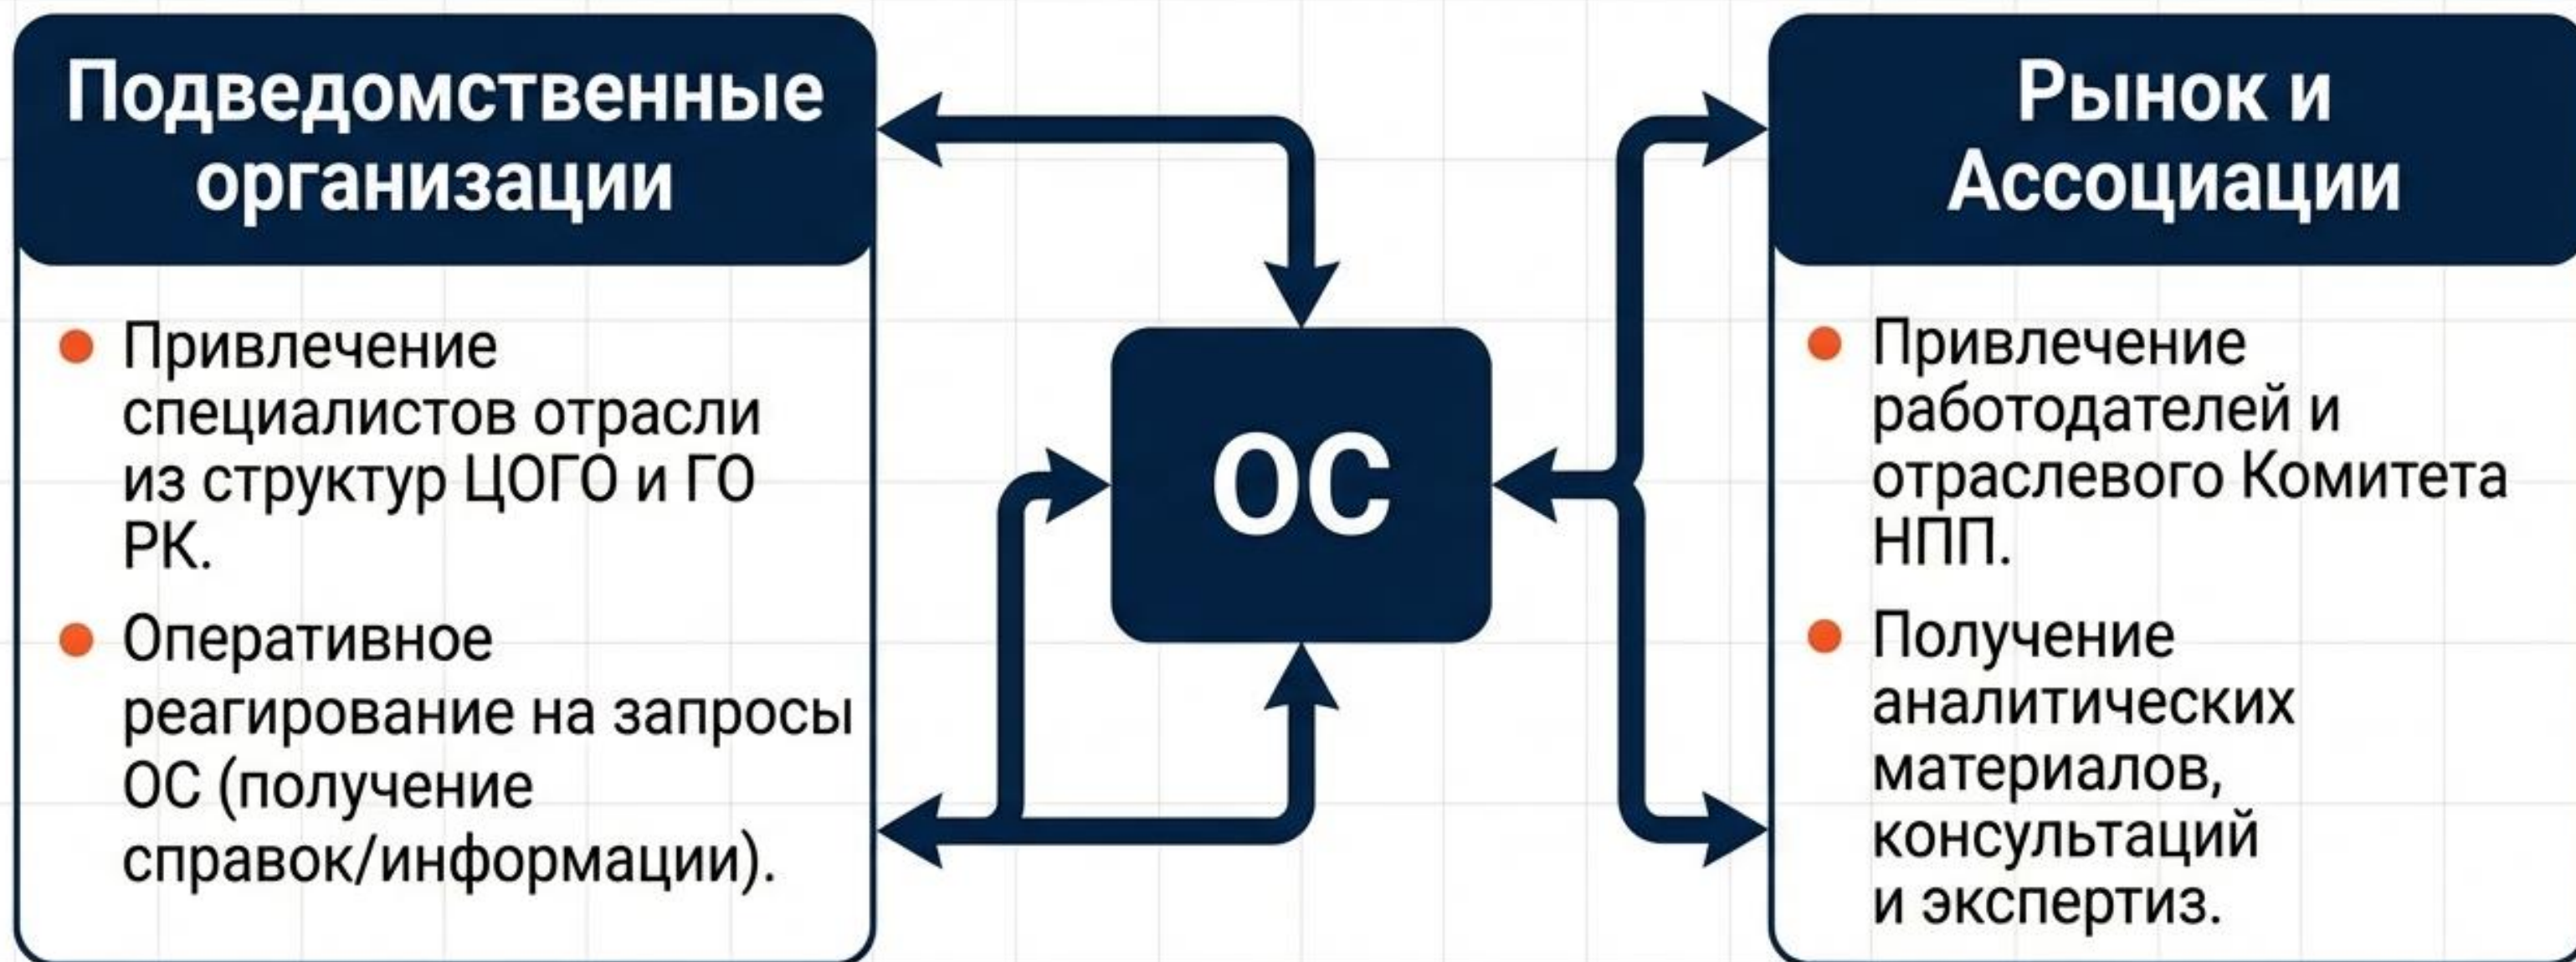 Подведомственные
организации
Привлечение
специалистов отрасли
из структур ЦОГО и ГО
РК.
Оперативное
реагирование на запросы
ОС (получение
справок/информации).
ОС
Рынок и
Ассоциации
Привлечение
работодателей и
отраслевого Комитета
НПП.
Получение
аналитических
материалов,
консультаций
и экспертиз.